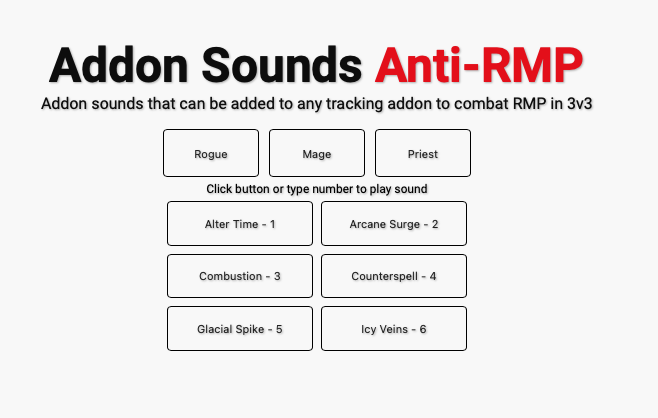 Addon Sounds Anti-RMP
Addon sounds that can be added to any tracking addon to combat RMP in 3v3
Rogue Mage Priest
Click button or type number to play sound
Alter Time - 1 Arcane Surge - 2
Combustion - 3 Counterspell - 4
Glacial Spike - 5 Icy Veins - 6